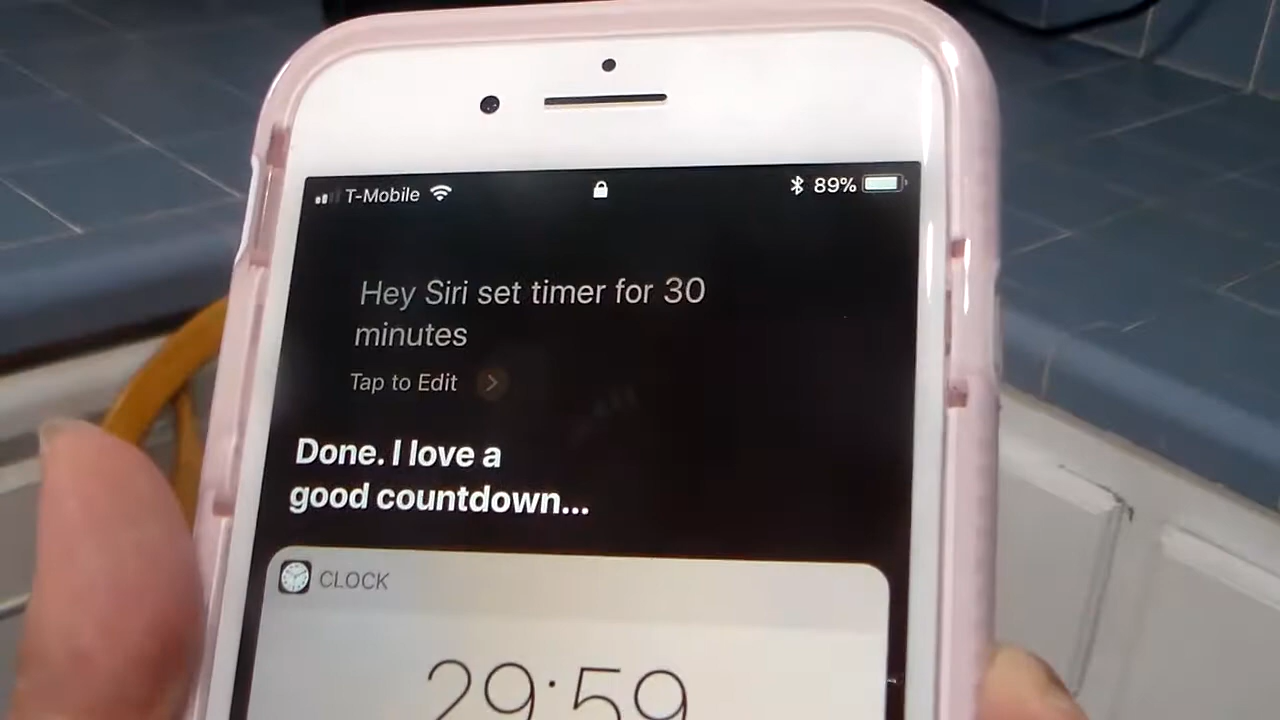 T-Mobile 89%
Hey Siri set timer for 30
minutes
Tap to Edit
Done. I love a
good countdown...
CLOCK
29:59